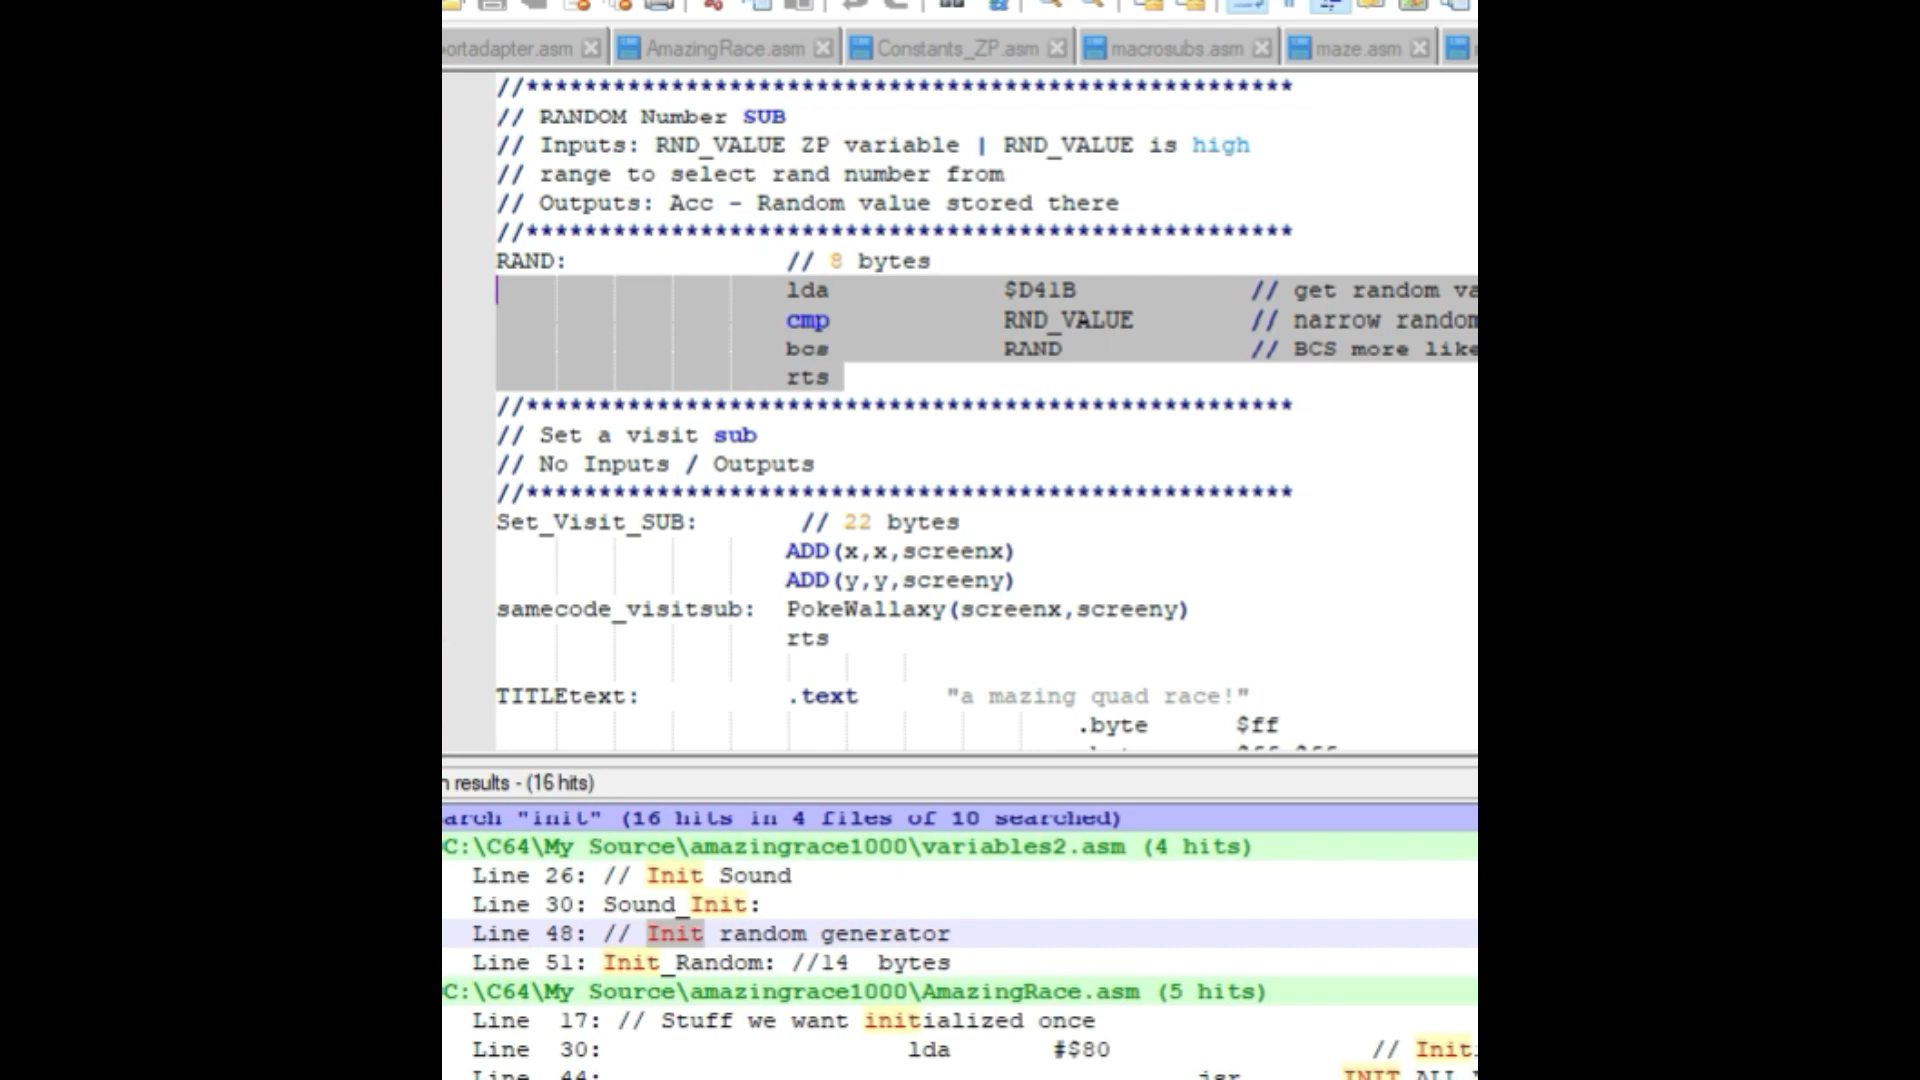 ortadapter.asm AmazingRace.asm Constants_ZP.asm macrosubs.asm maze.asm
//*****************************************************
// RANDOM Number SUB
// Inputs: RND_VALUE ZP variable | RND_VALUE is high
// range to select rand number from
// Outputs: Acc - Random value stored there
//*****************************************************
RAND: // 8 bytes
lda $D41B // get random va
cmp RND_VALUE // narrow random
bcs RAND // BCS more like
rts
//*****************************************************
// Set a visit sub
// No Inputs / Outputs
//*****************************************************
Set_Visit_SUB: // 22 bytes
ADD(x,x,screenx)
ADD(y,y,screeny)
samecode_visitsub: PokeWallaxy(screenx,screeny)
rts
TITLEtext: .text "a mazing quad race!"
.byte $ff
results - (16 hits)
arch "init" (16 hits in 4 files of 10 searched)
C:\C64\My Source\amazingrace1000\variables2.asm (4 hits)
Line 26: // Init Sound
Line 30: Sound_Init:
Line 48: // Init random generator
Line 51: Init_Random: //14 bytes
C:\C64\My Source\amazingrace1000\AmazingRace.asm (5 hits)
Line 17: // Stuff we want initialized once
Line 30: lda #$80 // Init
Line 44: jsr INIT_ALL